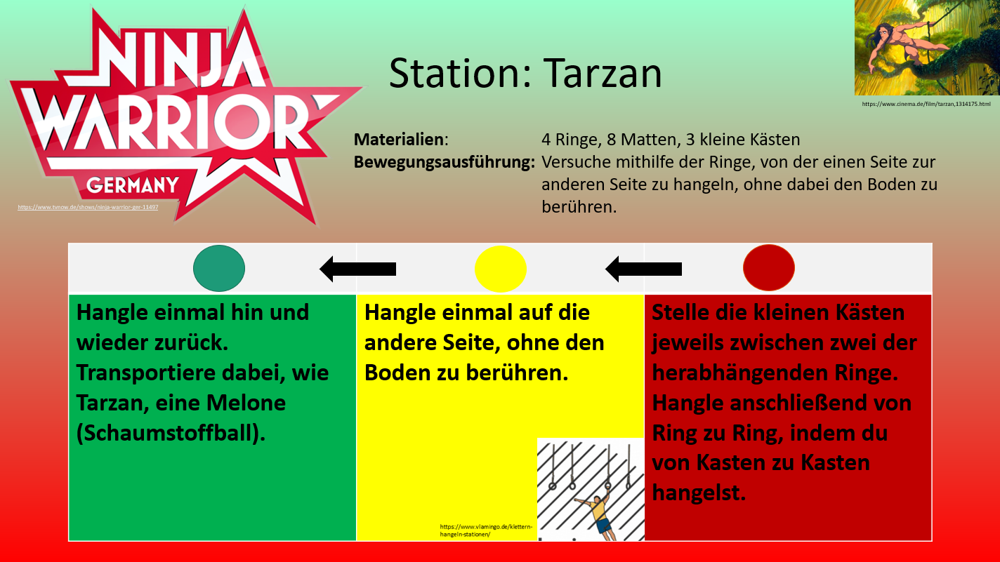 NINJA
WARRIOR
GERMANY
https://www.tvnow.de/shows/ninja-warrior-ger-11497
Station: Tarzan
https://www.cinema.de/film/tarzan,1314175.html
Materialien: 4 Ringe, 8 Matten, 3 kleine Kästen
Bewegungsausführung: Versuche mithilfe der Ringe, von der einen Seite zur
anderen Seite zu hangeln, ohne dabei den Boden zu
berühren.
Hangle einmal hin und
wieder zurück.
Transportiere dabei, wie
Tarzan, eine Melone
(Schaumstoffball).
Hangle einmal auf die
andere Seite, ohne den
Boden zu berühren.
https://www.vlamingo.de/klettern-
hangeln-stationen/
Stelle die kleinen Kästen
jeweils zwischen zwei der
herabhängenden Ringe.
Hangle anschließend von
Ring zu Ring, indem du
von Kasten zu Kasten
hangelst.